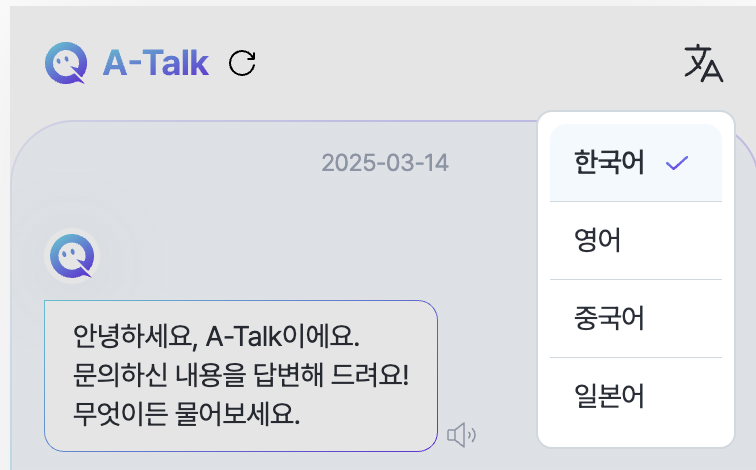 A-Talk
2025-03-14
한국어
영어
중국어
일본어
안녕하세요, A-Talk이에요.
문의하신 내용을 답변해 드려요!
무엇이든 물어보세요.